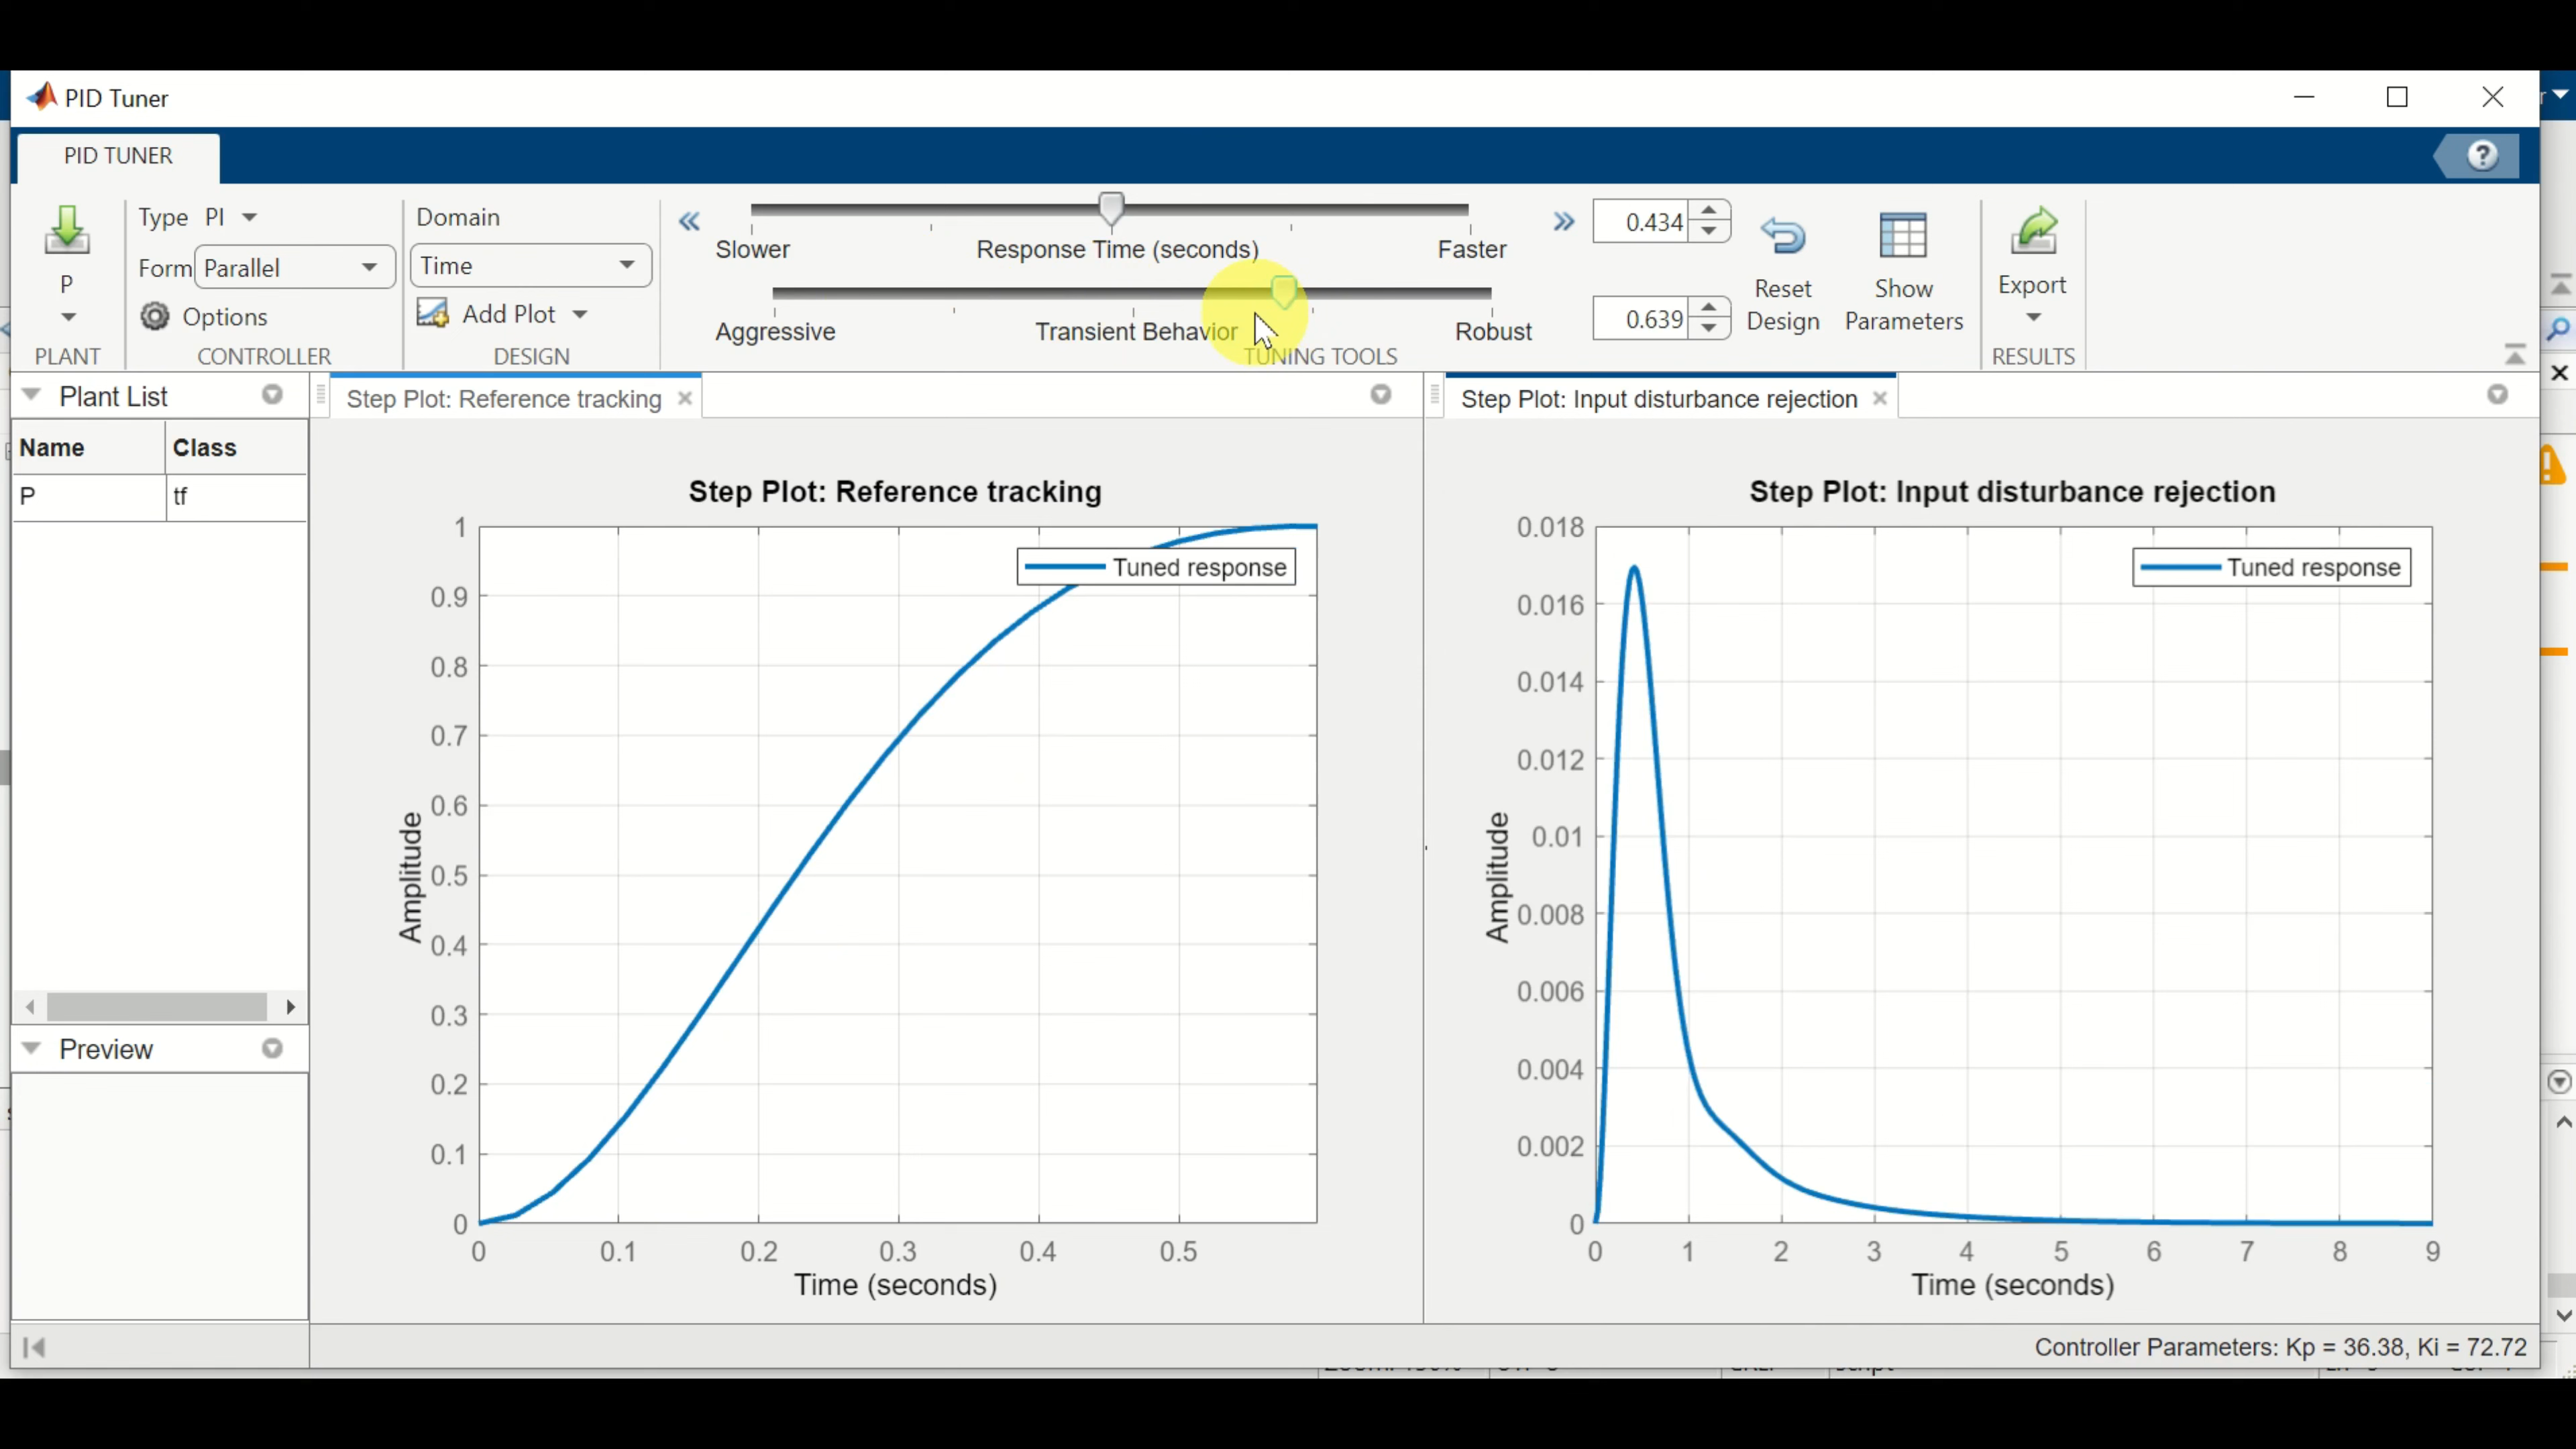 PID Tuner
PID TUNER
P
PLANT
Type PI
Form Parallel
Options
CONTROLLER
Domain
Time
Add Plot
DESIGN
Slower Response Time (seconds) Faster
0.434
Aggressive Transient Behavior Robust
0.639
TUNING TOOLS
Reset Design
Show Parameters
Export
RESULTS
Plant List
Name Class
P tf
Preview
Step Plot: Reference tracking
Step Plot: Reference tracking
Tuned response
1
0.9
0.8
0.7
0.6
0.5
0.4
0.3
0.2
0.1
0
Amplitude
0 0.1 0.2 0.3 0.4 0.5
Time (seconds)
Step Plot: Input disturbance rejection
Step Plot: Input disturbance rejection
Tuned response
0.018
0.016
0.014
0.012
0.01
0.008
0.006
0.004
0.002
0
Amplitude
0 1 2 3 4 5 6 7 8 9
Time (seconds)
Controller Parameters: Kp = 36.38, Ki = 72.72